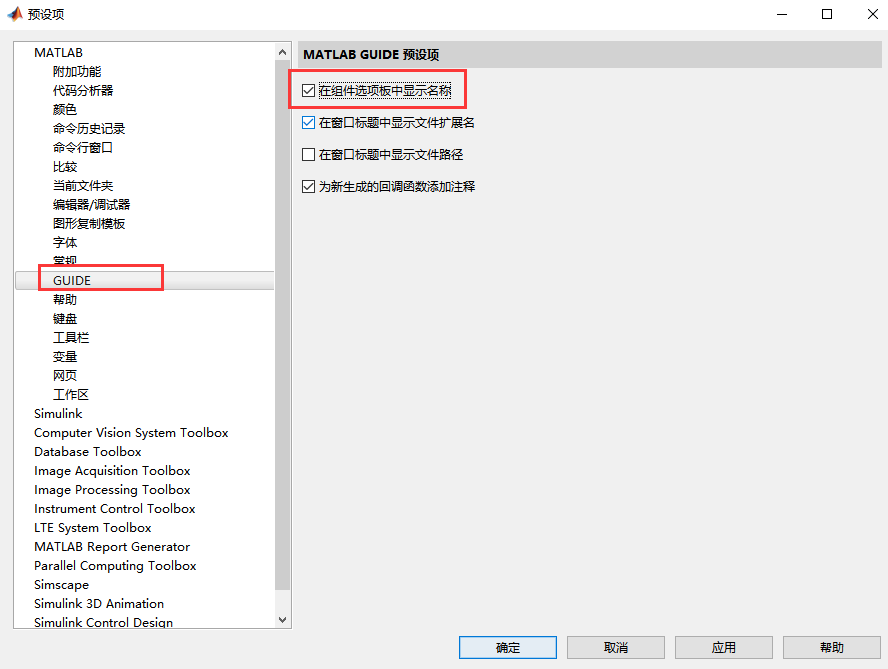 预设项
MATLAB
附加功能
代码分析器
颜色
命令历史记录
命令行窗口
比较
当前文件夹
编辑器/调试器
图形复制模板
字体
常规
GUIDE
帮助
键盘
工具栏
变量
网页
工作区
Simulink
Computer Vision System Toolbox
Database Toolbox
Image Acquisition Toolbox
Image Processing Toolbox
Instrument Control Toolbox
LTE System Toolbox
MATLAB Report Generator
Parallel Computing Toolbox
Simscape
Simulink 3D Animation
Simulink Control Design
MATLAB GUIDE 预设项
在组件选项板中显示名称
在窗口标题中显示文件扩展名
在窗口标题中显示文件路径
为新生成的回调函数添加注释
确定
取消
应用
帮助